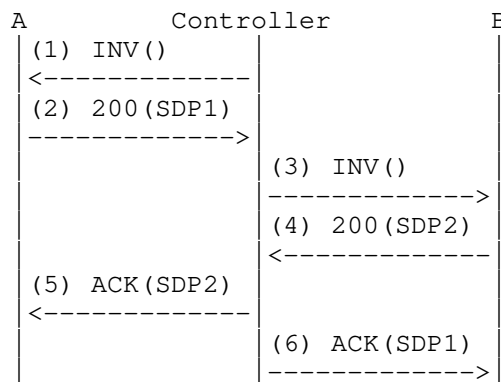 A Controller B
(1) INV()
<-------------
(2) 200(SDP1)
------------->
(3) INV()
------------->
(4) 200(SDP2)
<-------------
(5) ACK(SDP2)
<-------------
(6) ACK(SDP1)
------------->